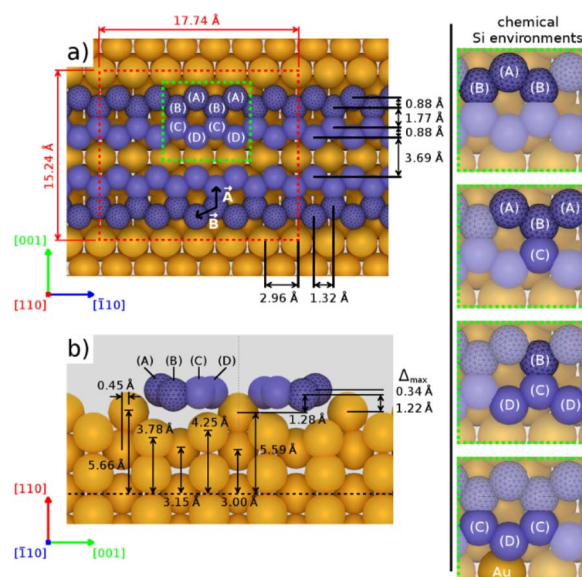 17.74 Å
a)
(A) (A)
(B) (B)
(C) (C)
(D) (D)
15.24 Å
0.88 Å
1.77 Å
0.88 Å
3.69 Å
A
B
[001]
[110] [1̄10]
2.96 Å 1.32 Å
b)
(A) (B) (C) (D)
0.45 Å
3.78 Å
4.25 Å
5.66 Å
3.15 Å
3.00 Å
5.59 Å
1.28 Å
Δmax
0.34 Å
1.22 Å
[110]
[1̄10] [001]
chemical
Si environments
(A)
(B) (B)
(A) (A)
(B)
(C)
(B)
(C)
(D) (D)
(C) (C)
(D)
Au